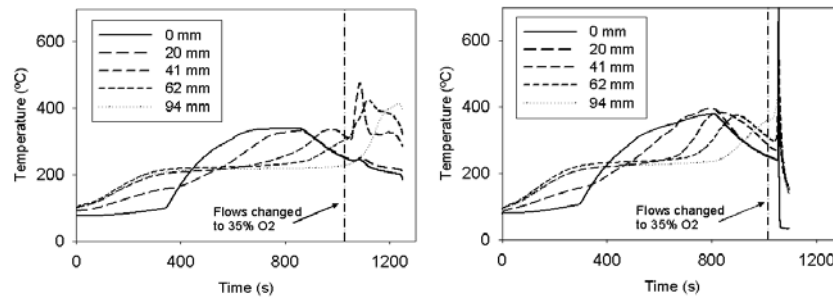 600
400
200
0
Temperature (ºC)
0 mm
20 mm
41 mm
62 mm
94 mm
Flows changed
to 35% O2
0 400 800 1200
Time (s)
600
400
200
0
Temperature (ºC)
0 mm
20 mm
41 mm
62 mm
94 mm
Flows changed
to 35% O2
0 400 800 1200
Time (s)